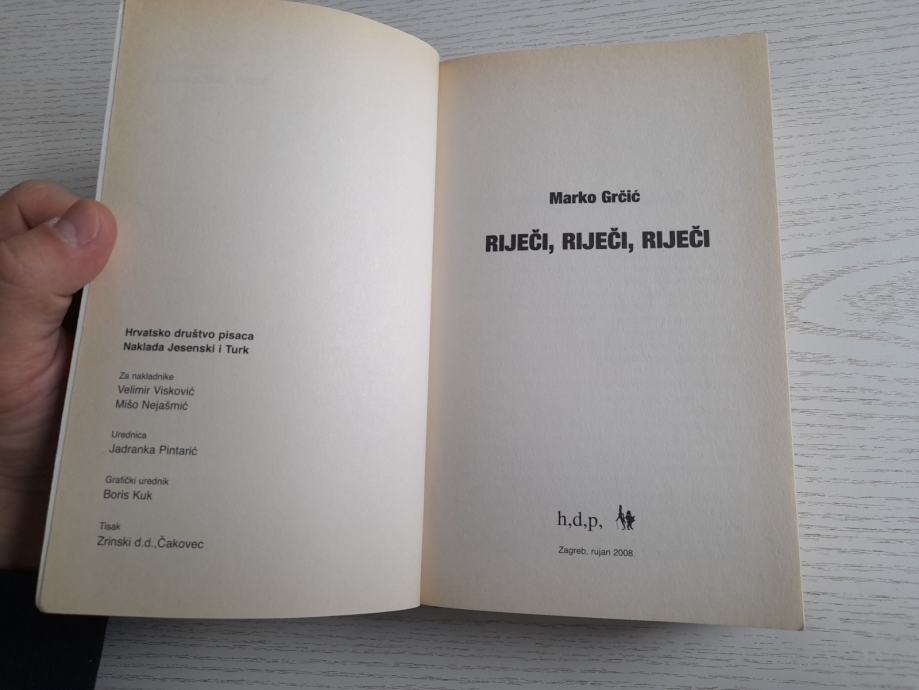 Hrvatsko društvo pisaca
Naklada Jesenski i Turk
Za nakladnike
Velimir Visković
Mišo Nejašmić
Urednica
Jadranka Pintarić
Grafički urednik
Boris Kuk
Tisak
Zrinski d.d.,Čakovec
Marko Grčić
RIJEČI, RIJEČI, RIJEČI
h,d,p,
Zagreb, rujan 2008.